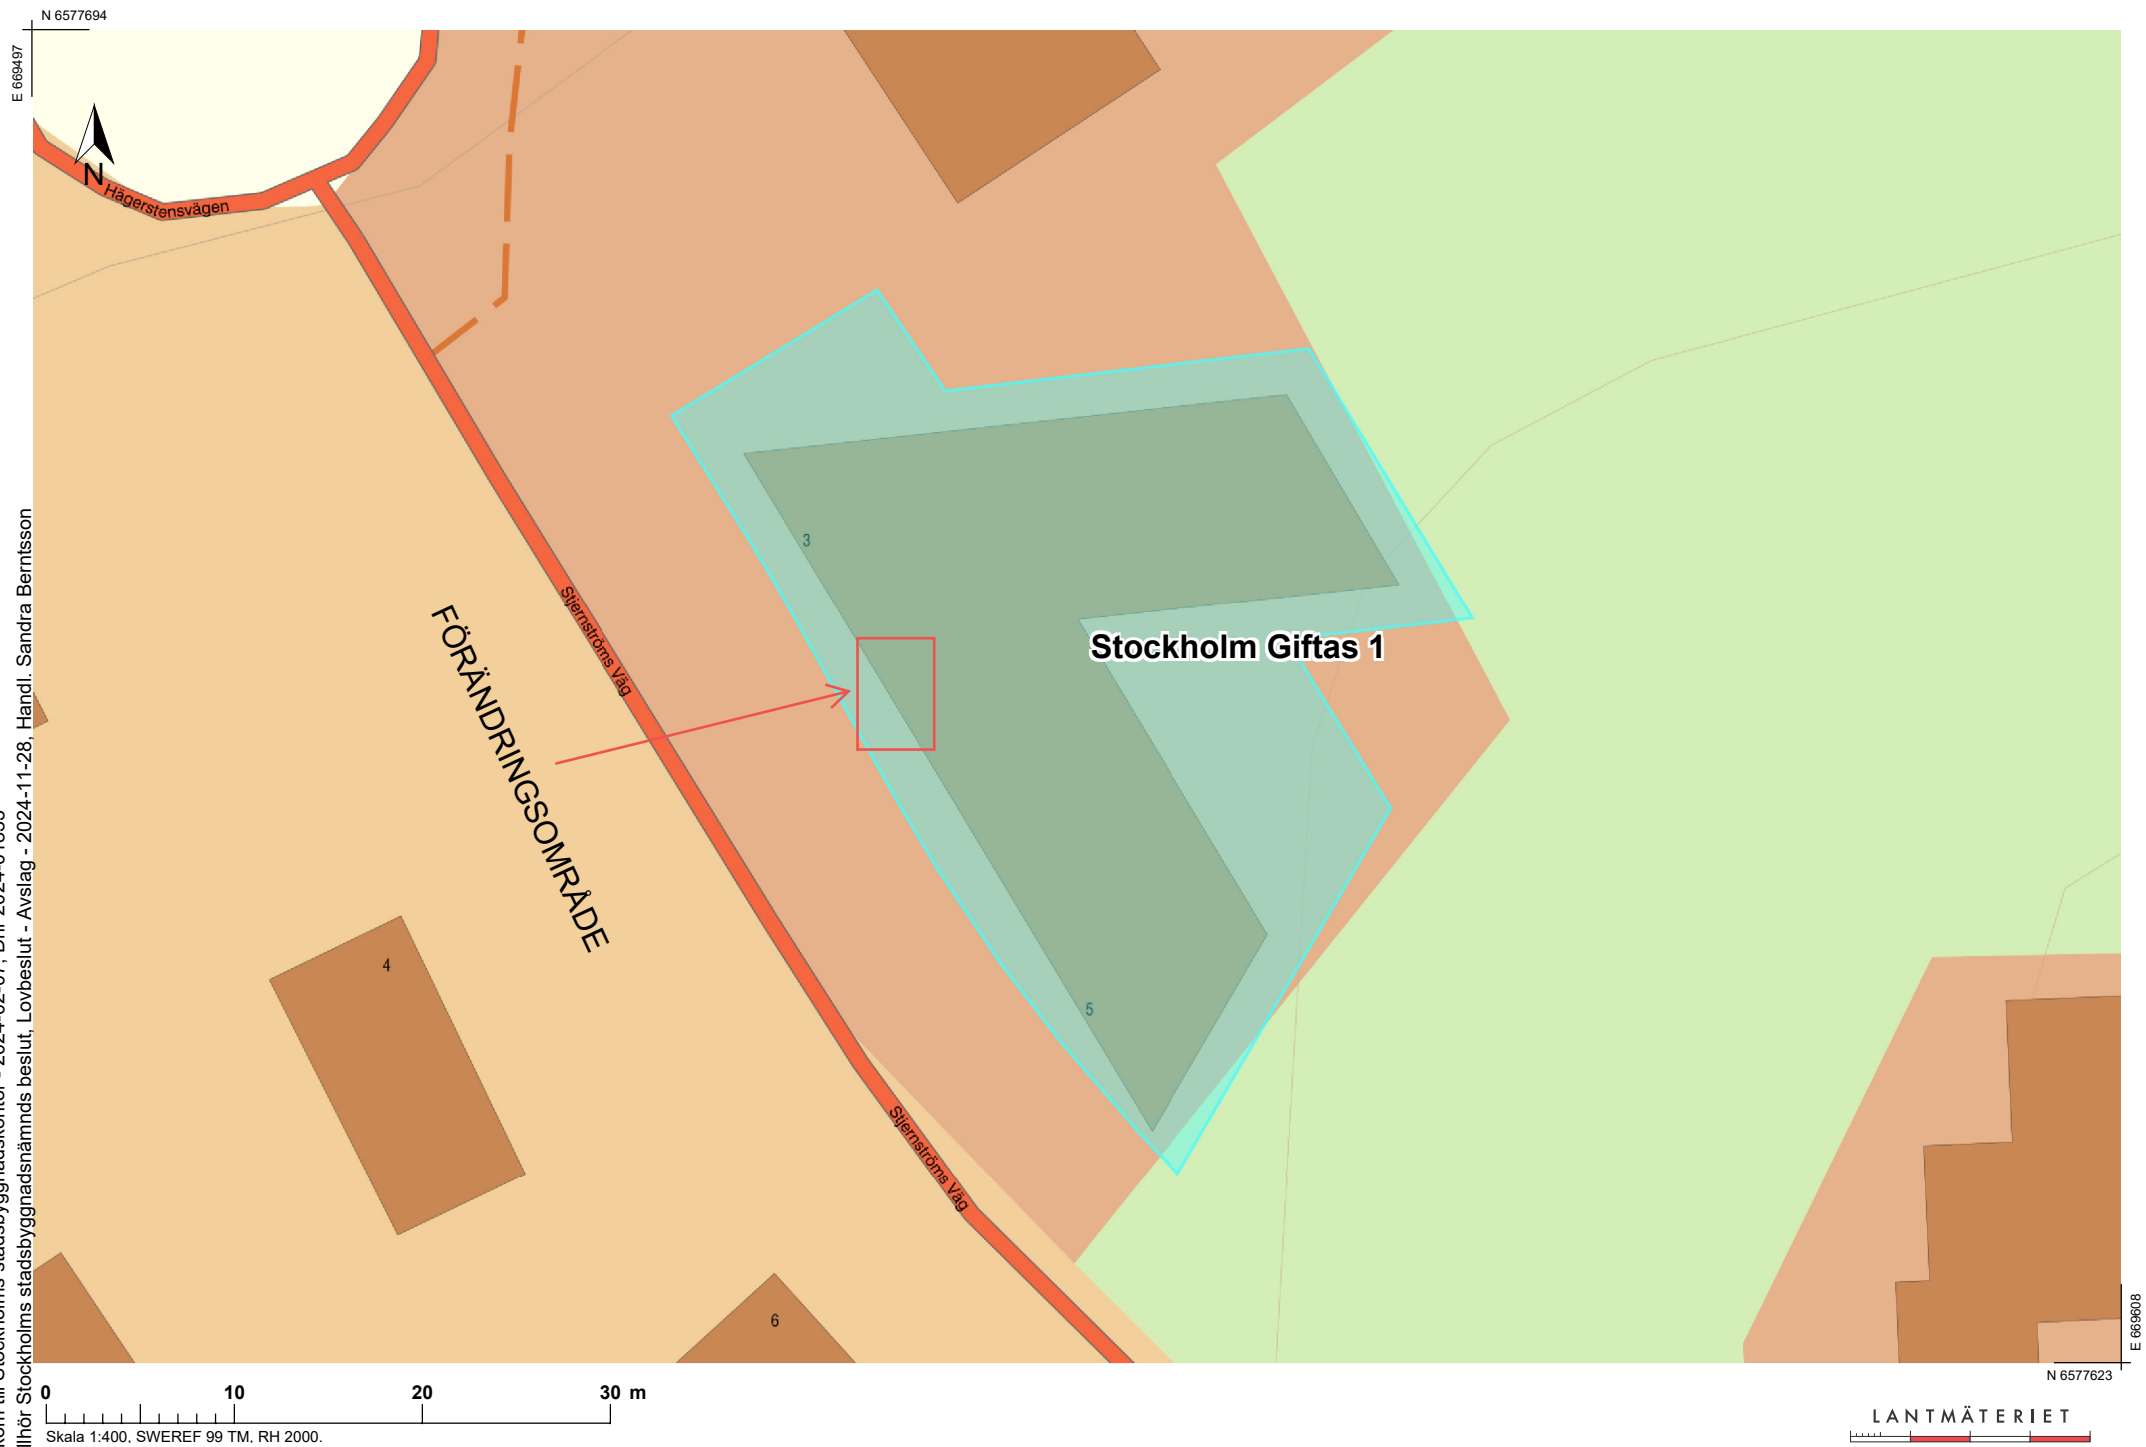 N 6577694
E 669497
N
Hägerstensvägen
3
Stjernströms Väg
FÖRÄNDRINGSOMRÅDE
Stockholm Giftas 1
4
5
Stjernströms Väg
6
llhör Stockholms stadsbyggnadsnämnds beslut, Lovbeslut - Avslag - 2024-11-28, Handl. Sandra Berntsson
E 669608
N 6577623
0 10 20 30 m
Skala 1:400, SWEREF 99 TM, RH 2000.
LANTMÄTERIET